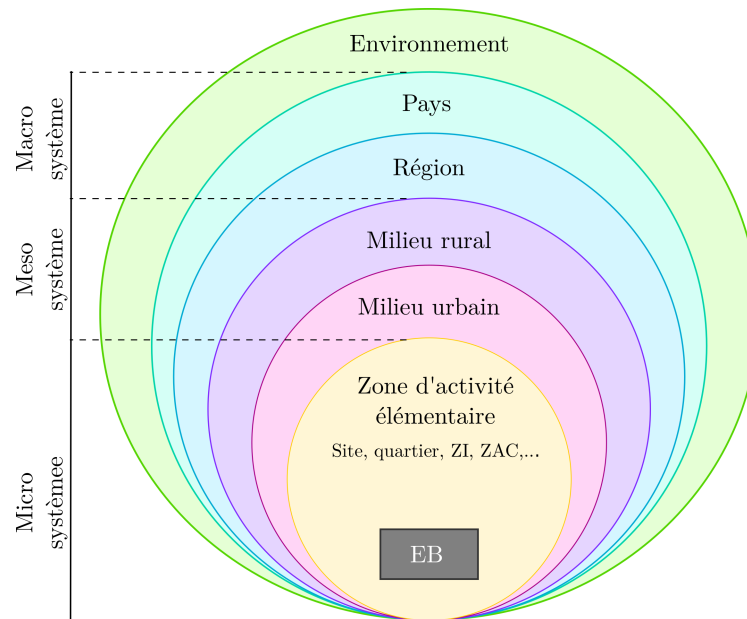 Environnement
Pays
Région
Milieu rural
Milieu urbain
Zone d'activité
élémentaire
Site, quartier, ZI, ZAC,...
EB
Macro
système
Meso
système
Micro
systèmee